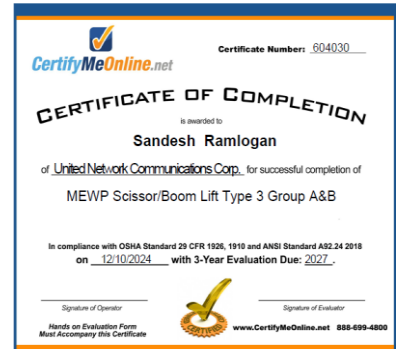 CertifyMeOnline.net
Certificate Number: 604030
CERTIFICATE OF COMPLETION
is awarded to
Sandesh Ramlogan
of United Network Communications Corp. for successful completion of
MEWP Scissor/Boom Lift Type 3 Group A&B
In compliance with OSHA Standard 29 CFR 1926, 1910 and ANSI Standard A92.24 2018
on 12/10/2024 with 3-Year Evaluation Due: 2027.
Signature of Operator
Signature of Evaluator
CERTIFIED
Hands on Evaluation Form
Must Accompany this Certificate
www.CertifyMeOnline.net 888-699-4800